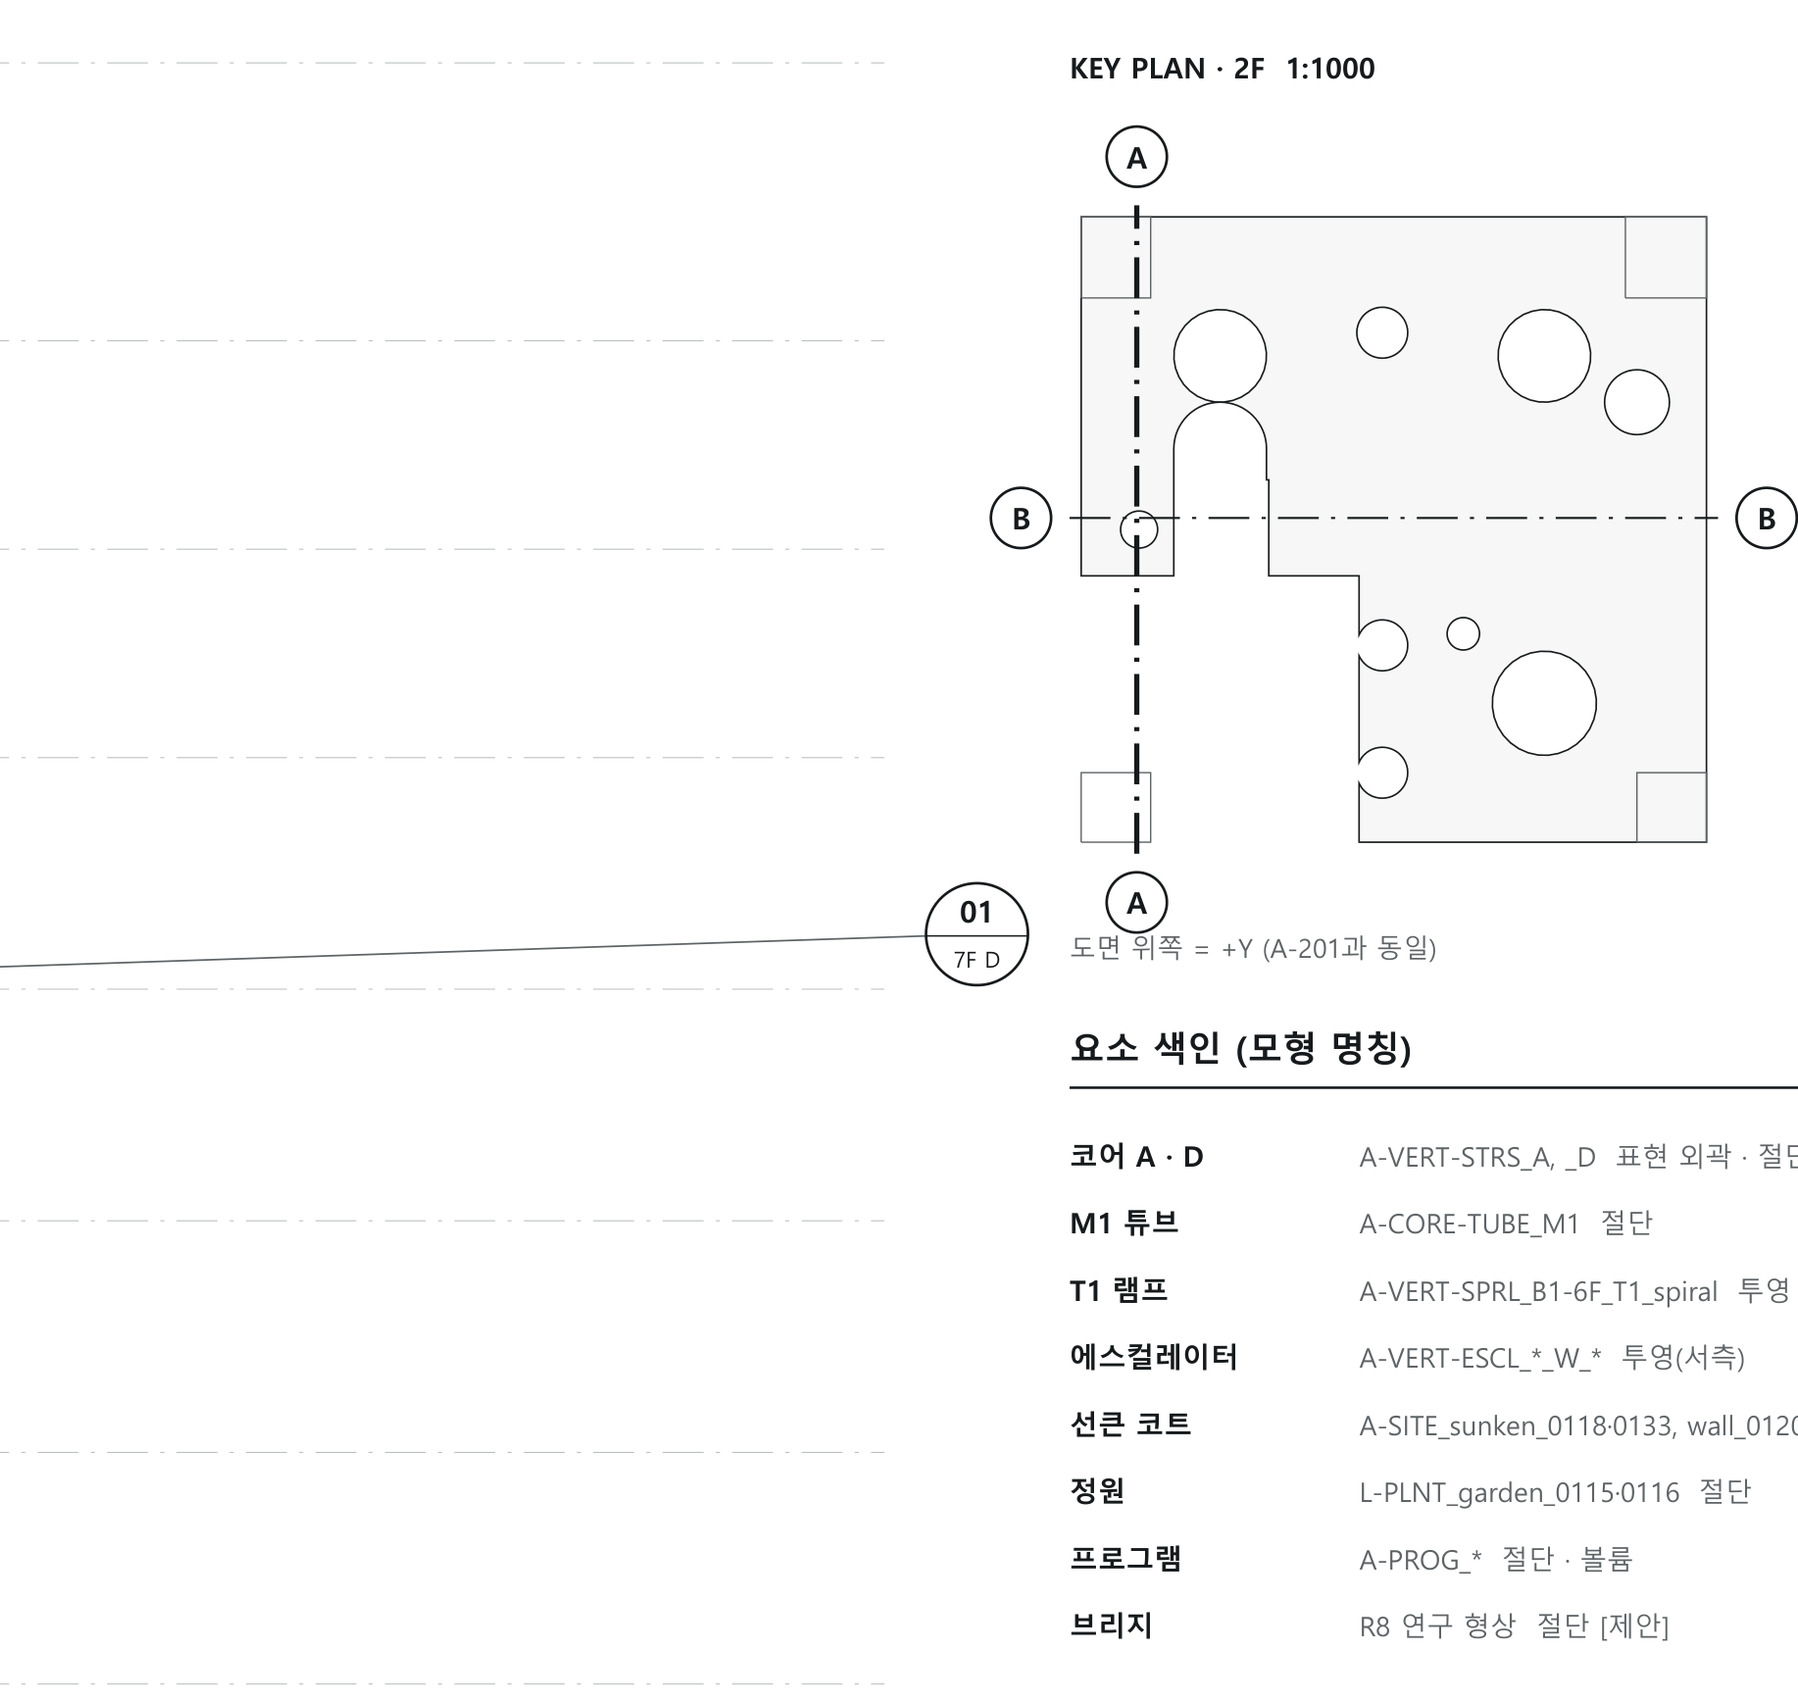 KEY PLAN · 2F 1:1000
A
B
B
A
01
7F D
도면 위쪽 = +Y (A-201과 동일)
요소 색인 (모형 명칭)
코어 A · D A-VERT-STRS_A, _D 표현 외곽 · 절단
M1 튜브 A-CORE-TUBE_M1 절단
T1 램프 A-VERT-SPRL_B1-6F_T1_spiral 투영
에스컬레이터 A-VERT-ESCL_*_W_* 투영(서측)
선큰 코트 A-SITE_sunken_0118·0133, wall_0120
정원 L-PLNT_garden_0115·0116 절단
프로그램 A-PROG_* 절단 · 볼륨
브리지 R8 연구 형상 절단 [제안]